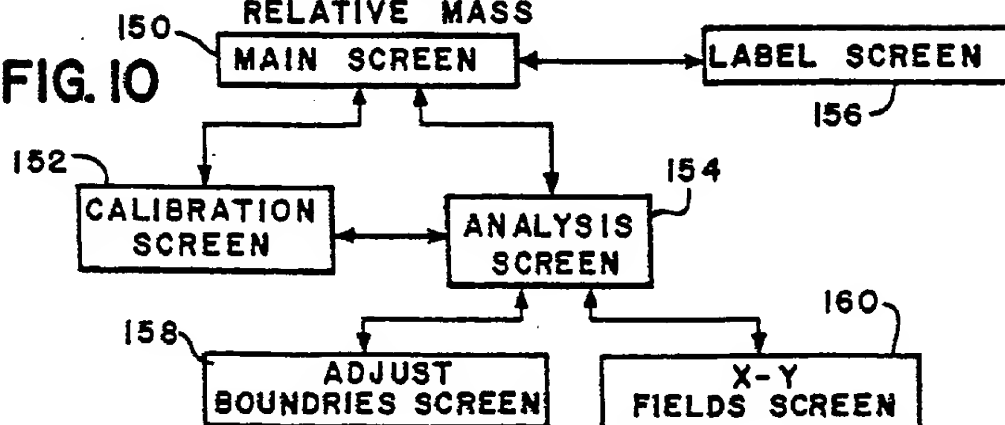 RELATIVE MASS
150
MAIN SCREEN
LABEL SCREEN
FIG. 10
156
152
154
CALIBRATION
SCREEN
ANALYSIS
SCREEN
158
160
ADJUST
BOUNDRIES SCREEN
X-Y
FIELDS SCREEN